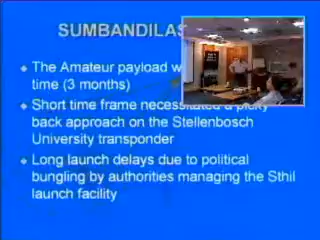 SUMBANDILAS
The Amateur payload w
time (3 months)
Short time frame necessitated a picky
back approach on the Stellenbosch
University transponder
Long launch delays due to political
bungling by authorities managing the Sthil
launch facility